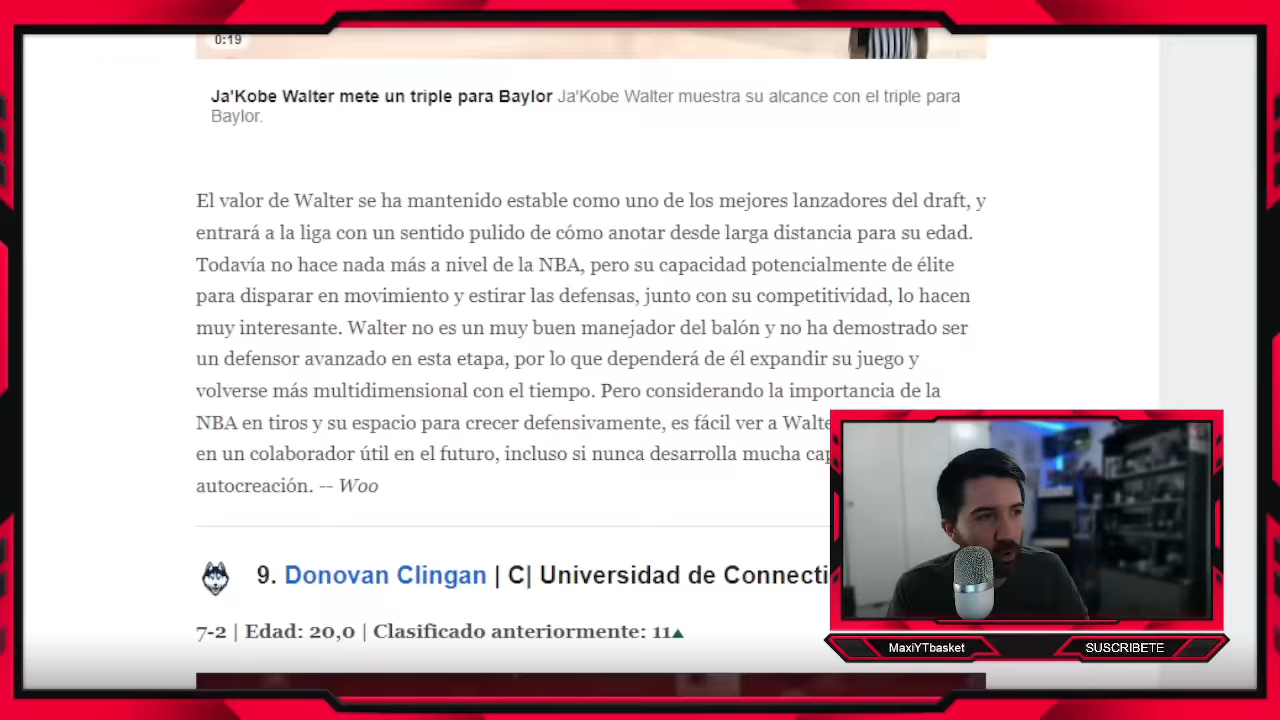 0:19
Ja'Kobe Walter mete un triple para Baylor Ja'Kobe Walter muestra su alcance con el triple para
Baylor.
El valor de Walter se ha mantenido estable como uno de los mejores lanzadores del draft, y
entrará a la liga con un sentido pulido de cómo anotar desde larga distancia para su edad.
Todavía no hace nada más a nivel de la NBA, pero su capacidad potencialmente de élite
para disparar en movimiento y estirar las defensas, junto con su competitividad, lo hacen
muy interesante. Walter no es un muy buen manejador del balón y no ha demostrado ser
un defensor avanzado en esta etapa, por lo que dependerá de él expandir su juego y
volverse más multidimensional con el tiempo. Pero considerando la importancia de la
NBA en tiros y su espacio para crecer defensivamente, es fácil ver a Walte
en un colaborador útil en el futuro, incluso si nunca desarrolla mucha cap
autocreación. -- Woo
9. Donovan Clingan | C| Universidad de Connecti
7-2 | Edad: 20,0 | Clasificado anteriormente: 11▲
MaxiYTbasket
SUSCRIBETE